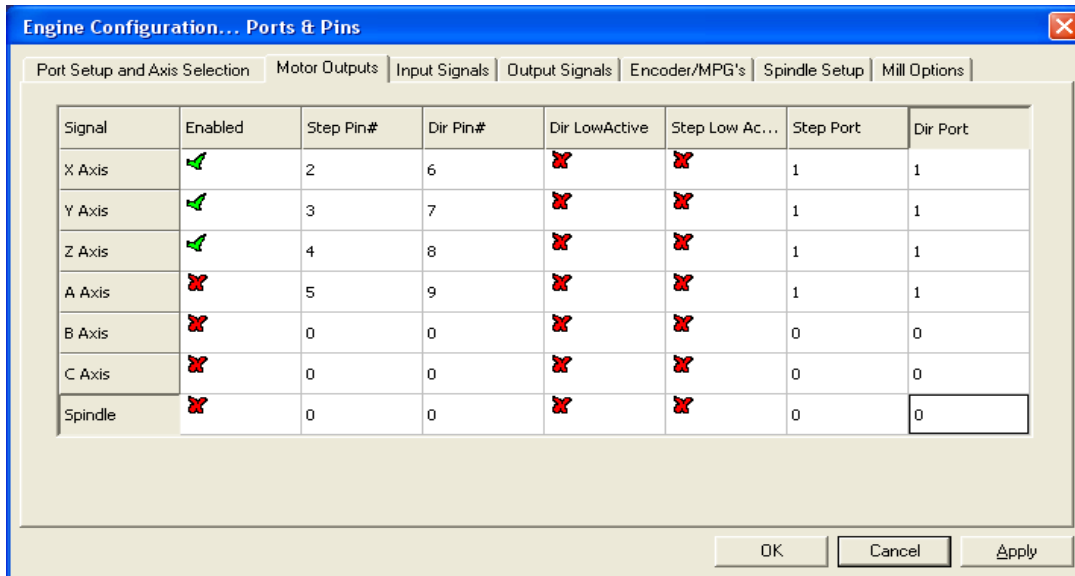 Engine Configuration... Ports & Pins
Port Setup and Axis Selection Motor Outputs Input Signals Output Signals Encoder/MPG's Spindle Setup Mill Options
Signal Enabled Step Pin# Dir Pin# Dir LowActive Step Low Ac... Step Port Dir Port
X Axis 2 6 1 1
Y Axis 3 7 1 1
Z Axis 4 8 1 1
A Axis 5 9 1 1
B Axis 0 0 0 0
C Axis 0 0 0 0
Spindle 0 0 0 0
OK Cancel Apply